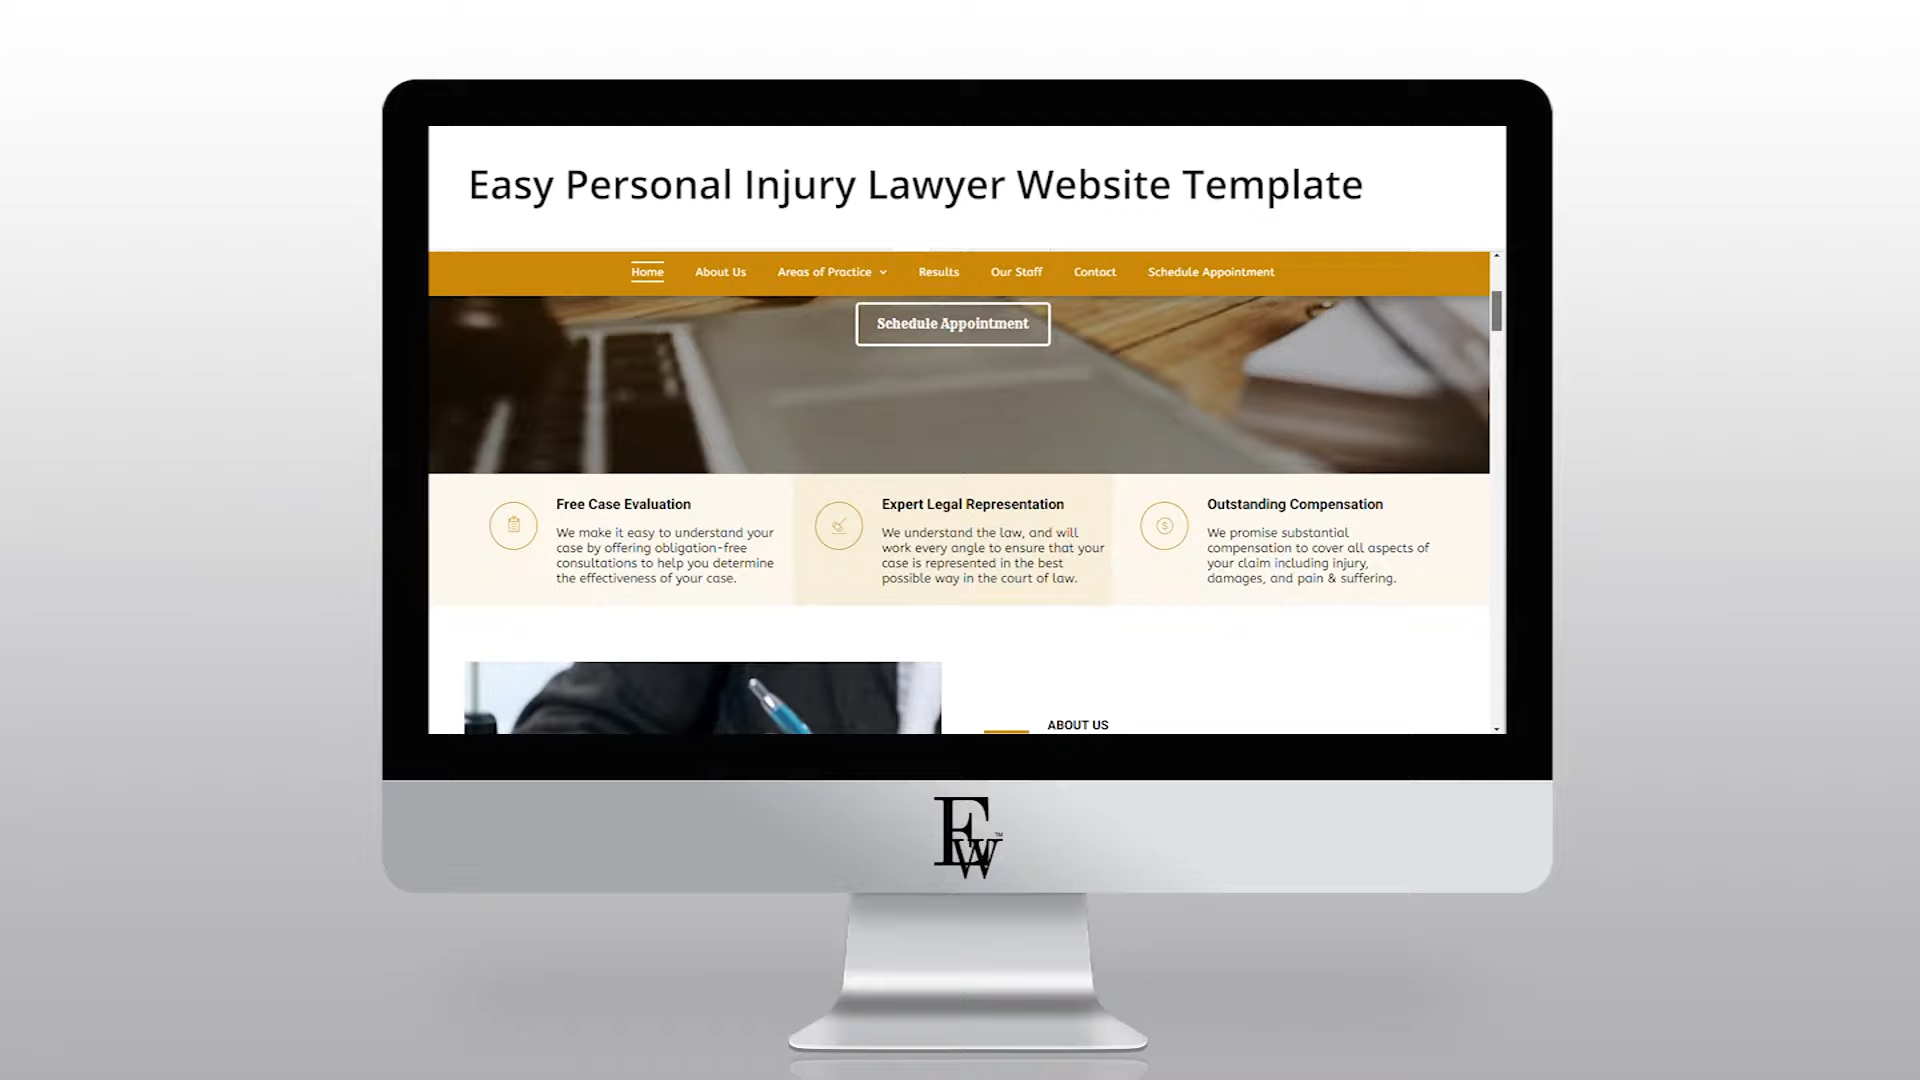 Easy Personal Injury Lawyer Website Template
Home About Us Areas of Practice Results Our Staff Contact Schedule Appointment
Schedule Appointment
Free Case Evaluation
We make it easy to understand your
case by offering obligation-free
consultations to help you determine
the effectiveness of your case.
Expert Legal Representation
We understand the law, and will
work every angle to ensure that your
case is represented in the best
possible way in the court of law.
Outstanding Compensation
We promise substantial
compensation to cover all aspects of
your claim including injury,
damages, and pain & suffering.
ABOUT US
EW™